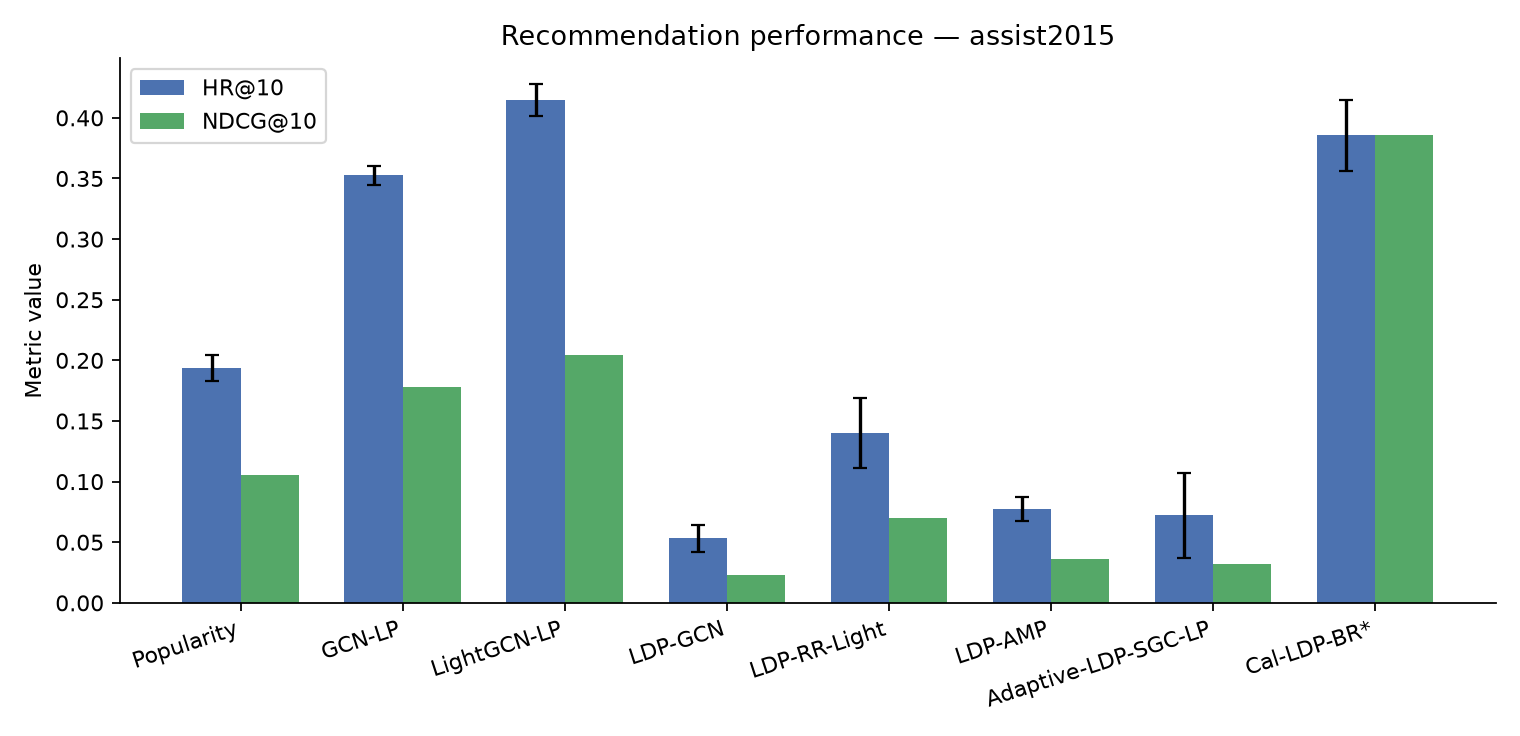 Recommendation performance — assist2015
HR@10
NDCG@10
Metric value
0.40
0.35
0.30
0.25
0.20
0.15
0.10
0.05
0.00
Popularity
GCN-LP
LightGCN-LP
LDP-GCN
LDP-RR-Light
LDP-AMP
Adaptive-LDP-SGC-LP
Cal-LDP-BR*